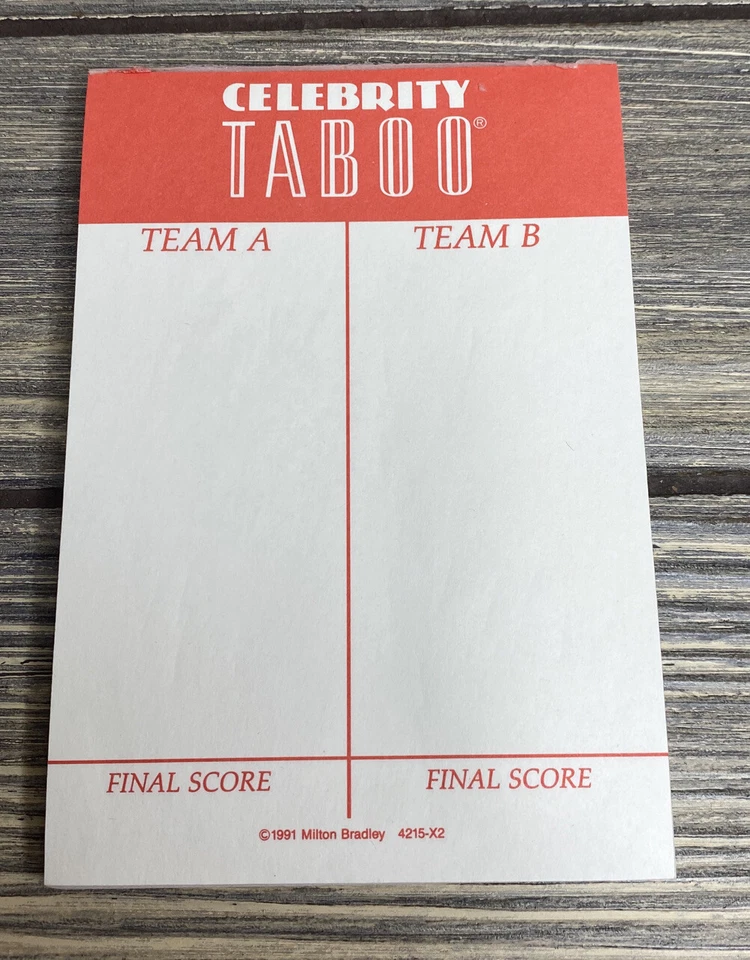 CELEBRITY
TABOO®
TEAM A TEAM B
FINAL SCORE FINAL SCORE
©1991 Milton Bradley 4215-X2